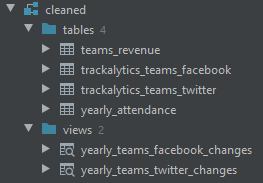 cleaned
tables 4
teams_revenue
trackalytics_teams_facebook
trackalytics_teams_twitter
yearly_attendance
views 2
yearly_teams_facebook_changes
yearly_teams_twitter_changes